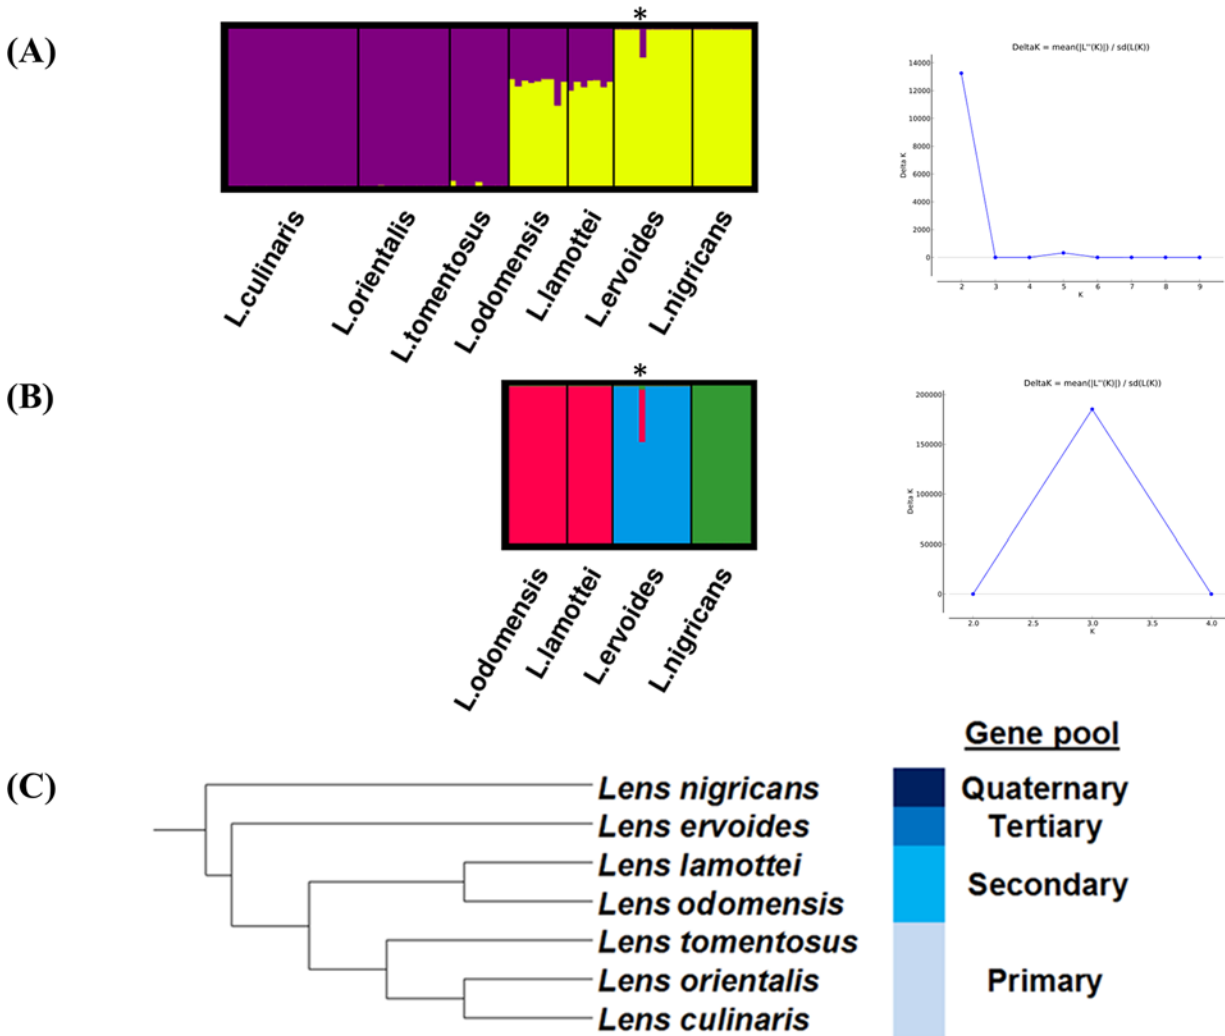 (A)
*
L.culinaris
L.orientalis
L.tomentosus
L.odomensis
L.lamottei
L.ervoides
L.nigricans
DeltaK = mean(|L''(K)|) / sd(L(K))
Delta K
14000
12000
10000
8000
6000
4000
2000
0
2 3 4 5 6 7 8 9
K
(B)
*
L.odomensis
L.lamottei
L.ervoides
L.nigricans
DeltaK = mean(|L''(K)|) / sd(L(K))
Delta K
200000
150000
100000
50000
0
2.0 2.5 3.0 3.5 4.0
K
(C)
Lens nigricans
Lens ervoides
Lens lamottei
Lens odomensis
Lens tomentosus
Lens orientalis
Lens culinaris
Gene pool
Quaternary
Tertiary
Secondary
Primary